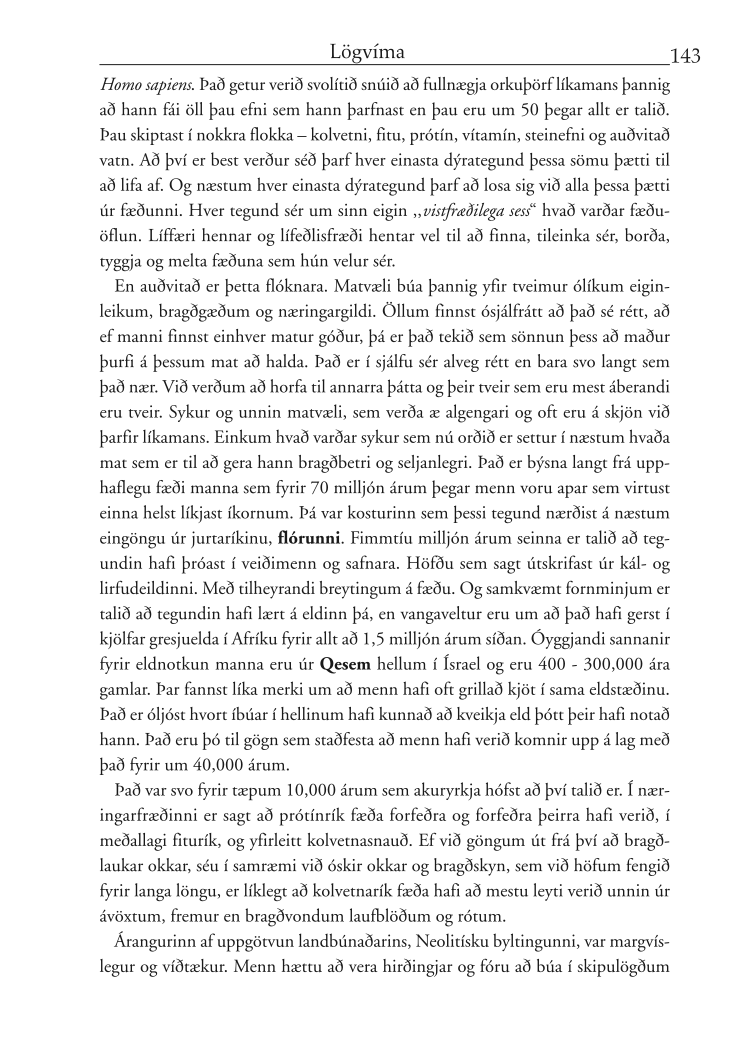 Lögvíma
143
Homo sapiens. Það getur verið svolítið snúið að fullnægja orkuþörf líkamans þannig
að hann fái öll þau efni sem hann þarfnast en þau eru um 50 þegar allt er talið.
Þau skiptast í nokkra flokka – kolvetni, fitu, prótín, vítamín, steinefni og auðvitað
vatn. Að því er best verður séð þarf hver einasta dýrategund þessa sömu þætti til
að lifa af. Og næstum hver einasta dýrategund þarf að losa sig við alla þessa þætti
úr fæðunni. Hver tegund sér um sinn eigin ,,vistfræðilega sess“ hvað varðar fæðu-
öflun. Líffæri hennar og lífeðlisfræði hentar vel til að finna, tileinka sér, borða,
tyggja og melta fæðuna sem hún velur sér.
En auðvitað er þetta flóknara. Matvæli búa þannig yfir tveimur ólíkum eigin-
leikum, bragðgæðum og næringargildi. Öllum finnst ósjálfrátt að það sé rétt, að
ef manni finnst einhver matur góður, þá er það tekið sem sönnun þess að maður
þurfi á þessum mat að halda. Það er í sjálfu sér alveg rétt en bara svo langt sem
það nær. Við verðum að horfa til annarra þátta og þeir tveir sem eru mest áberandi
eru tveir. Sykur og unnin matvæli, sem verða æ algengari og oft eru á skjön við
þarfir líkamans. Einkum hvað varðar sykur sem nú orðið er settur í næstum hvaða
mat sem er til að gera hann bragðbetri og seljanlegri. Það er býsna langt frá upp-
haflegu fæði manna sem fyrir 70 milljón árum þegar menn voru apar sem virtust
einna helst líkjast íkornum. Þá var kosturinn sem þessi tegund nærðist á næstum
eingöngu úr jurtaríkinu, flórunni. Fimmtíu milljón árum seinna er talið að teg-
undin hafi þróast í veiðimenn og safnara. Höfðu sem sagt útskrifast úr kál- og
lirfudeildinni. Með tilheyrandi breytingum á fæðu. Og samkvæmt fornminjum er
talið að tegundin hafi lært á eldinn þá, en vangaveltur eru um að það hafi gerst í
kjölfar gresjuelda í Afríku fyrir allt að 1,5 milljón árum síðan. Óyggjandi sannanir
fyrir eldnotkun manna eru úr Qesem hellum í Ísrael og eru 400 - 300,000 ára
gamlar. Þar fannst líka merki um að menn hafi oft grillað kjöt í sama eldstæðinu.
Það er óljóst hvort íbúar í hellinum hafi kunnað að kveikja eld þótt þeir hafi notað
hann. Það eru þó til gögn sem staðfesta að menn hafi verið komnir upp á lag með
það fyrir um 40,000 árum.
Það var svo fyrir tæpum 10,000 árum sem akuryrkja hófst að því talið er. Í nær-
ingarfræðinni er sagt að prótínrík fæða forfeðra og forfeðra þeirra hafi verið, í
meðallagi fiturík, og yfirleitt kolvetnasnauð. Ef við göngum út frá því að bragð-
laukar okkar, séu í samræmi við óskir okkar og bragðskyn, sem við höfum fengið
fyrir langa löngu, er líklegt að kolvetnarík fæða hafi að mestu leyti verið unnin úr
ávöxtum, fremur en bragðvondum laufblöðum og rótum.
Árangurinn af uppgötvun landbúnaðarins, Neolitísku byltingunni, var margvís-
legur og víðtækur. Menn hættu að vera hirðingjar og fóru að búa í skipulögðum